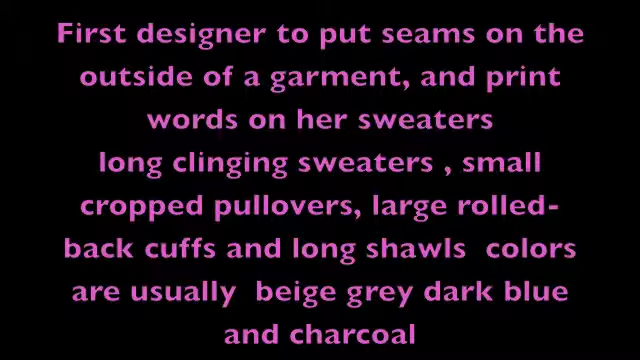 First designer to put seams on the
outside of a garment, and print
words on her sweaters
long clinging sweaters , small
cropped pullovers, large rolled-
back cuffs and long shawls  colors
are usually  beige grey dark blue
and charcoal